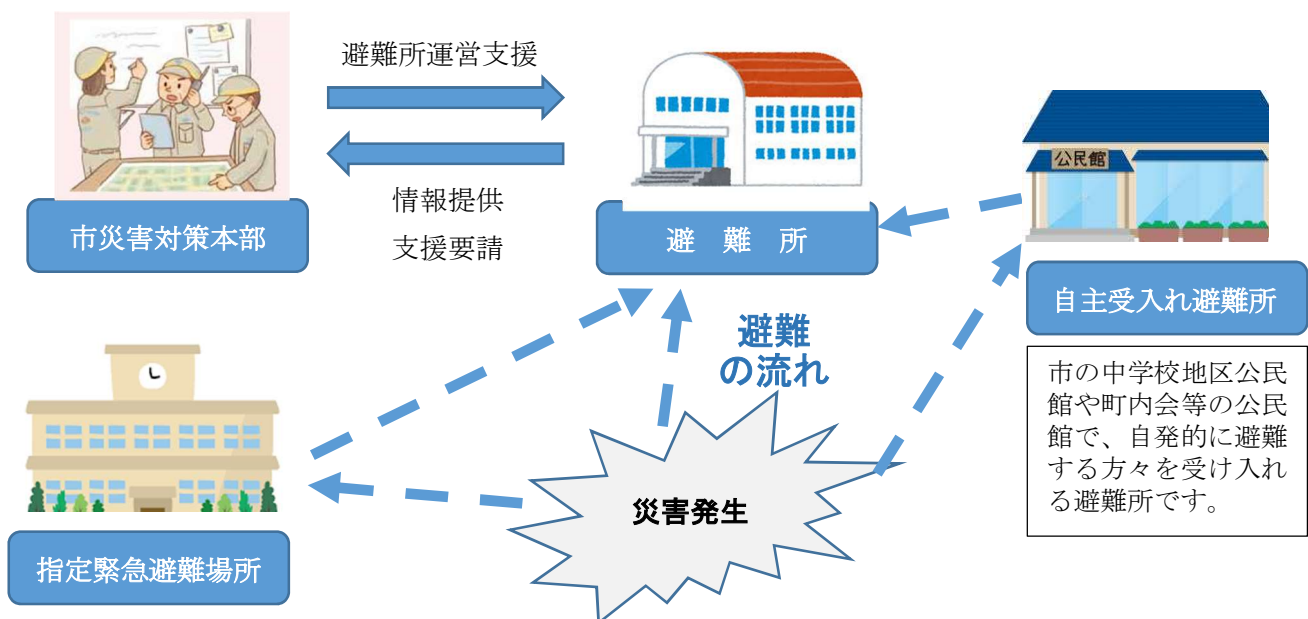 避難所運営支援
情報提供
支援要請
市災害対策本部
避難所
公民館
自主受入れ避難所
市の中学校地区公民
館や町内会等の公民
館で、自発的に避難
する方々を受け入れ
る避難所です。
避難
の流れ
災害発生
指定緊急避難場所